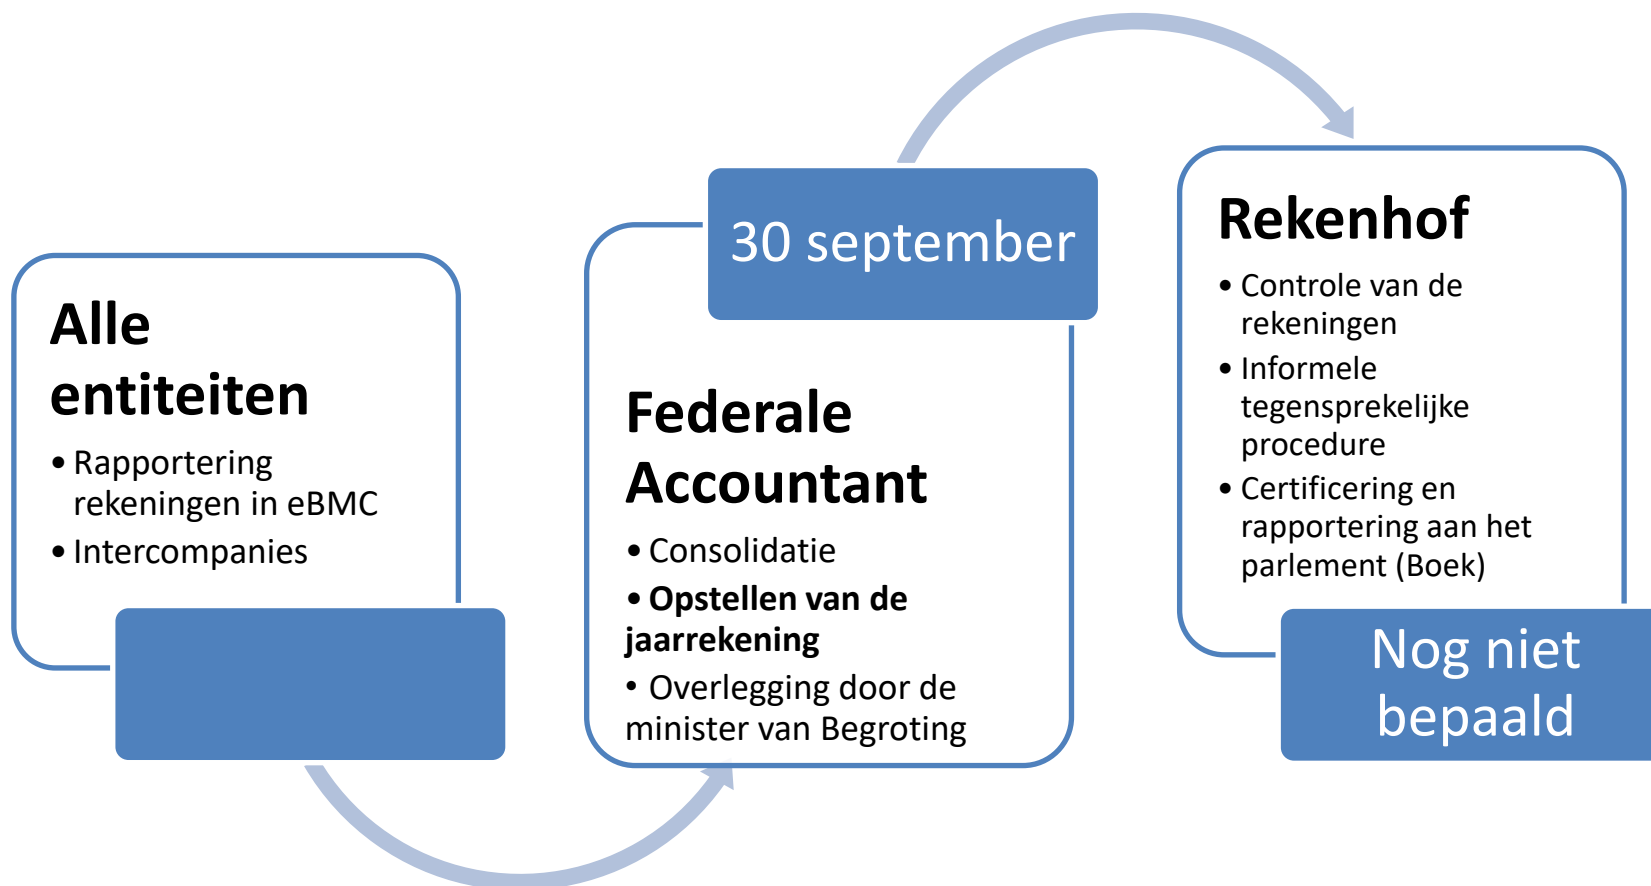 Alle
entiteiten
• Rapportering
rekeningen in eBMC
• Intercompanies
30 september
Federale
Accountant
• Consolidatie
• Opstellen van de
jaarrekening
• Overlegging door de
minister van Begroting
Rekenhof
• Controle van de
rekeningen
• Informele
tegensprekelijke
procedure
• Certificering en
rapportering aan het
parlement (Boek)
Nog niet
bepaald